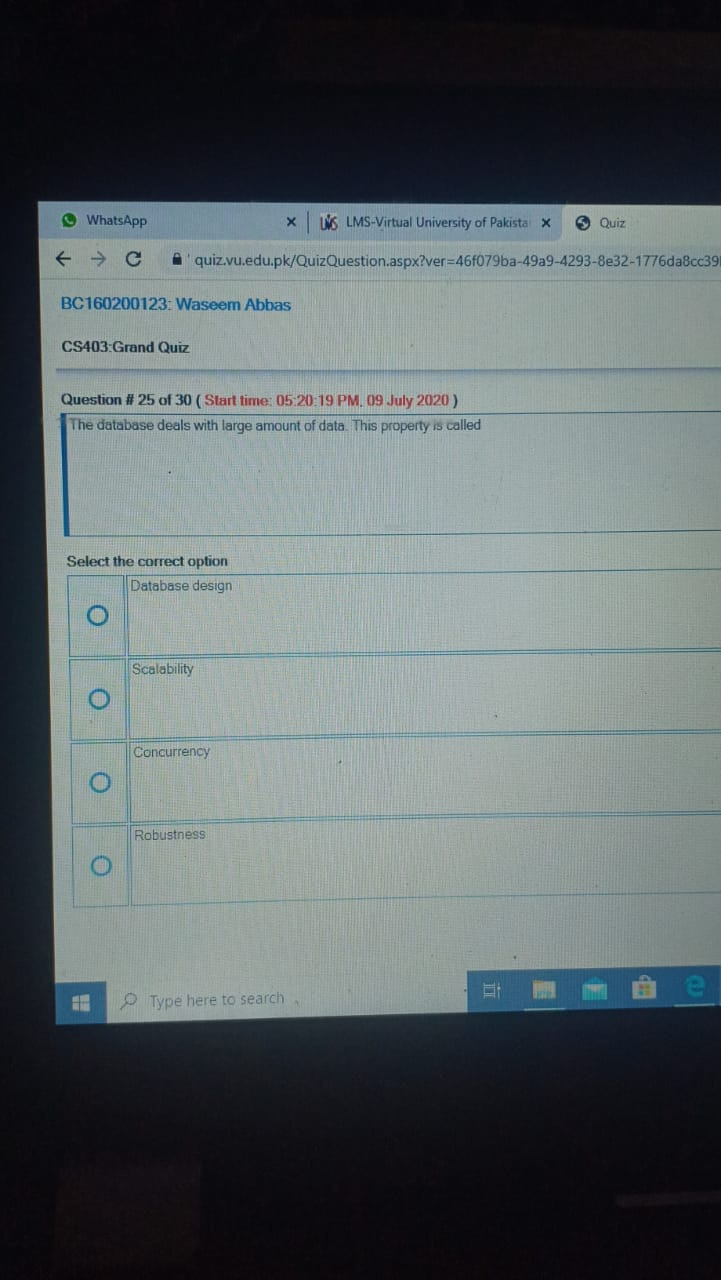 WhatsApp × LMS-Virtual University of Pakista × Quiz
quiz.vu.edu.pk/QuizQuestion.aspx?ver=46f079ba-49a9-4293-8e32-1776da8cc39
BC160200123: Waseem Abbas
CS403:Grand Quiz
Question # 25 of 30 ( Start time: 05:20:19 PM, 09 July 2020 )
The database deals with large amount of data. This property is called
Select the correct option
Database design
Scalability
Concurrency
Robustness
Type here to search